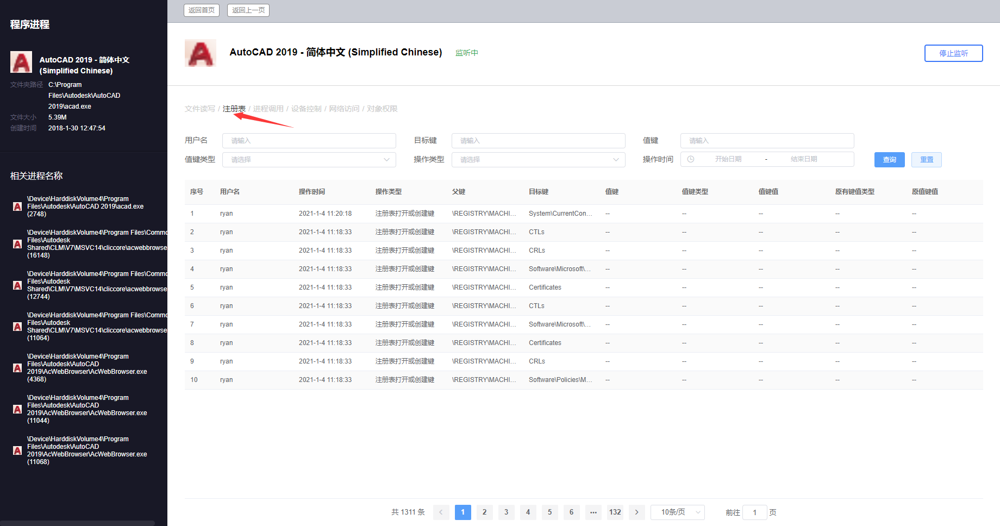 返回首页 返回上一页
程序进程
AutoCAD 2019 - 简体中文
(Simplified Chinese)
文件夹路径 C:\Program
Files\Autodesk\AutoCAD
2019\acad.exe
文件大小 5.39M
创建时间 2018-1-30 12:47:54
相关进程名称
\Device\HarddiskVolume4\Program
Files\Autodesk\AutoCAD 2019\acad.exe
(2748)
\Device\HarddiskVolume4\Program Files\Commo
Files\Autodesk
Shared\CLM\V7\MSVC14\cliccore\acwebbrowse
(16148)
\Device\HarddiskVolume4\Program Files\Commo
Files\Autodesk
Shared\CLM\V7\MSVC14\cliccore\acwebbrowse
(12744)
\Device\HarddiskVolume4\Program Files\Commo
Files\Autodesk
Shared\CLM\V7\MSVC14\cliccore\acwebbrowse
(11064)
\Device\HarddiskVolume4\Program
Files\Autodesk\AutoCAD
2019\AcWebBrowser\AcWebBrowser.exe
(4368)
\Device\HarddiskVolume4\Program
Files\Autodesk\AutoCAD
2019\AcWebBrowser\AcWebBrowser.exe
(11044)
\Device\HarddiskVolume4\Program
Files\Autodesk\AutoCAD
2019\AcWebBrowser\AcWebBrowser.exe
(11068)
AutoCAD 2019 - 简体中文 (Simplified Chinese) 监听中 停止监听
文件读写 / 注册表 / 进程调用 / 设备控制 / 网络访问 / 对象权限
用户名 请输入 目标键 请输入 值键 请输入
值键类型 请选择 操作类型 请选择 操作时间 开始日期 - 结束日期 查询 重置
序号 用户名 操作时间 操作类型 父键 目标键 值键 值键类型 值键值 原有键值类型 原值键值
1 ryan 2021-1-4 11:20:18 注册表打开或创建键 \REGISTRY\MACHI... System\CurrentCon... -- -- -- -- --
2 ryan 2021-1-4 11:18:33 注册表打开或创建键 \REGISTRY\MACHI... CTLs -- -- -- -- --
3 ryan 2021-1-4 11:18:33 注册表打开或创建键 \REGISTRY\MACHI... CRLs -- -- -- -- --
4 ryan 2021-1-4 11:18:33 注册表打开或创建键 \REGISTRY\MACHI... Software\Microsoft\... -- -- -- -- --
5 ryan 2021-1-4 11:18:33 注册表打开或创建键 \REGISTRY\MACHI... Certificates -- -- -- -- --
6 ryan 2021-1-4 11:18:33 注册表打开或创建键 \REGISTRY\MACHI... CTLs -- -- -- -- --
7 ryan 2021-1-4 11:18:33 注册表打开或创建键 \REGISTRY\MACHI... Software\Microsoft\... -- -- -- -- --
8 ryan 2021-1-4 11:18:33 注册表打开或创建键 \REGISTRY\MACHI... Certificates -- -- -- -- --
9 ryan 2021-1-4 11:18:33 注册表打开或创建键 \REGISTRY\MACHI... CRLs -- -- -- -- --
10 ryan 2021-1-4 11:18:33 注册表打开或创建键 \REGISTRY\MACHI... Software\Policies\M... -- -- -- -- --
共 1311 条 < 1 2 3 4 5 6 ... 132 > 10条/页 前往 1 页